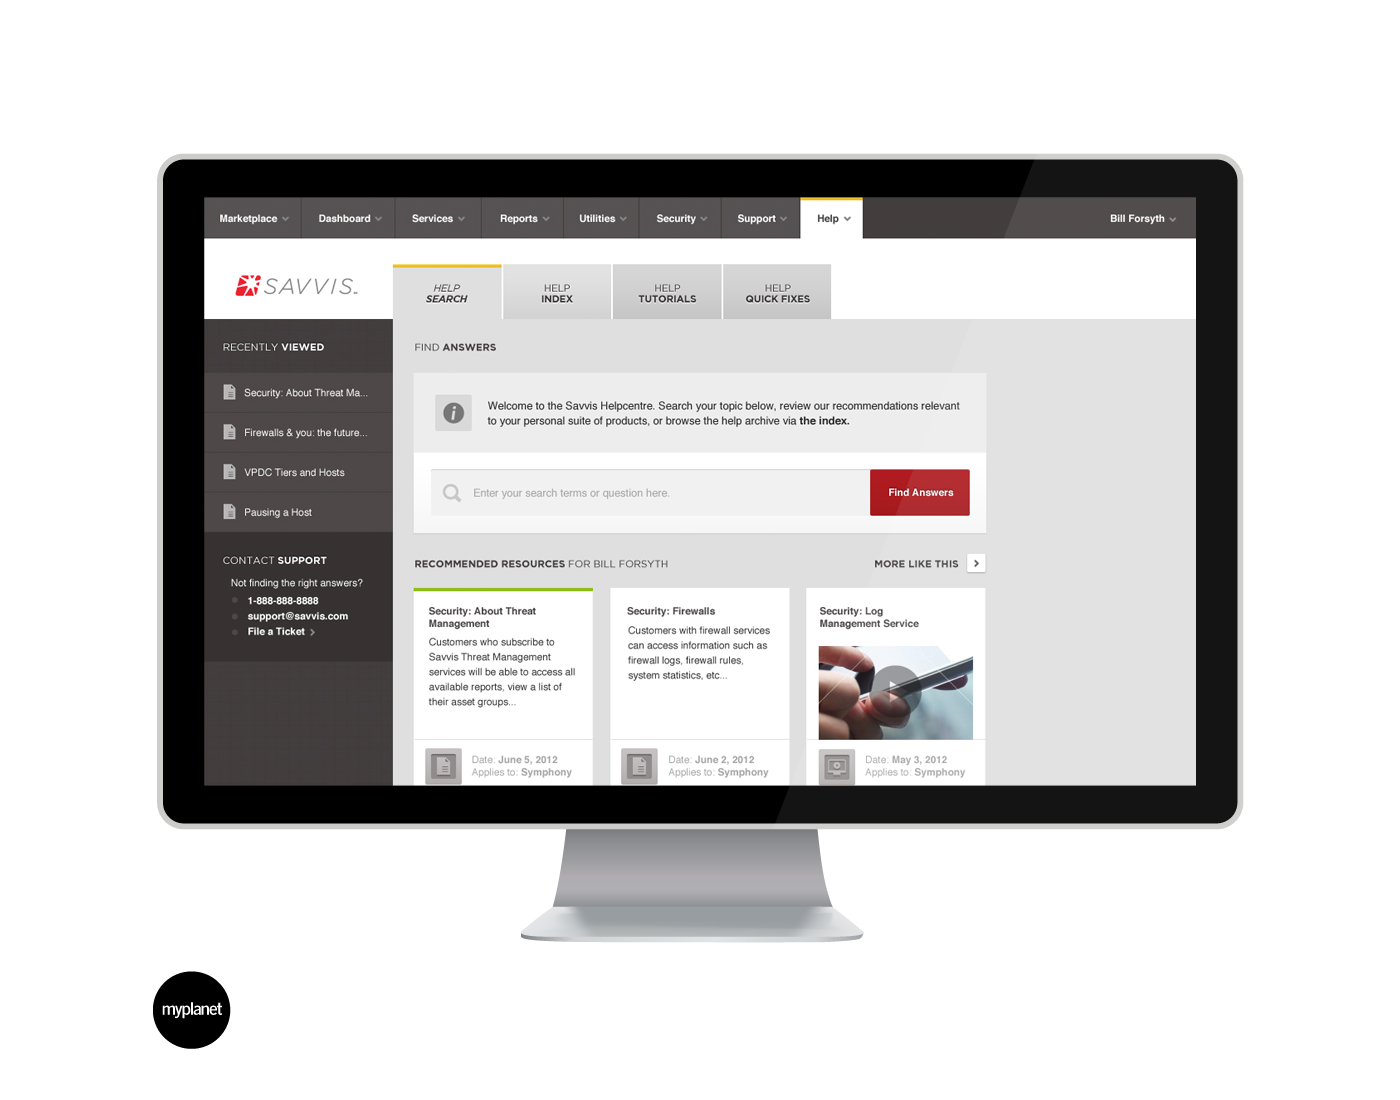 Marketplace
Dashboard
Services
Reports
Utilities
Security
Support
Help
Bill Forsyth
SAVVIS™
HELP
SEARCH
HELP
INDEX
HELP
TUTORIALS
HELP
QUICK FIXES
RECENTLY VIEWED
Security: About Threat Ma...
Firewalls & you: the future...
VPDC Tiers and Hosts
Pausing a Host
CONTACT SUPPORT
Not finding the right answers?
1-888-888-8888
support@savvis.com
File a Ticket
FIND ANSWERS
Welcome to the Savvis Helpcentre. Search your topic below, review our recommendations relevant
to your personal suite of products, or browse the help archive via the index.
Enter your search terms or question here.
Find Answers
RECOMMENDED RESOURCES FOR BILL FORSYTH
MORE LIKE THIS
Security: About Threat
Management
Customers who subscribe to
Savvis Threat Management
services will be able to access all
available reports, view a list of
their asset groups...
Date: June 5, 2012
Applies to: Symphony
Security: Firewalls
Customers with firewall services
can access information such as
firewall logs, firewall rules,
system statistics, etc...
Date: June 2, 2012
Applies to: Symphony
Security: Log
Management Service
Date: May 3, 2012
Applies to: Symphony
myplanet